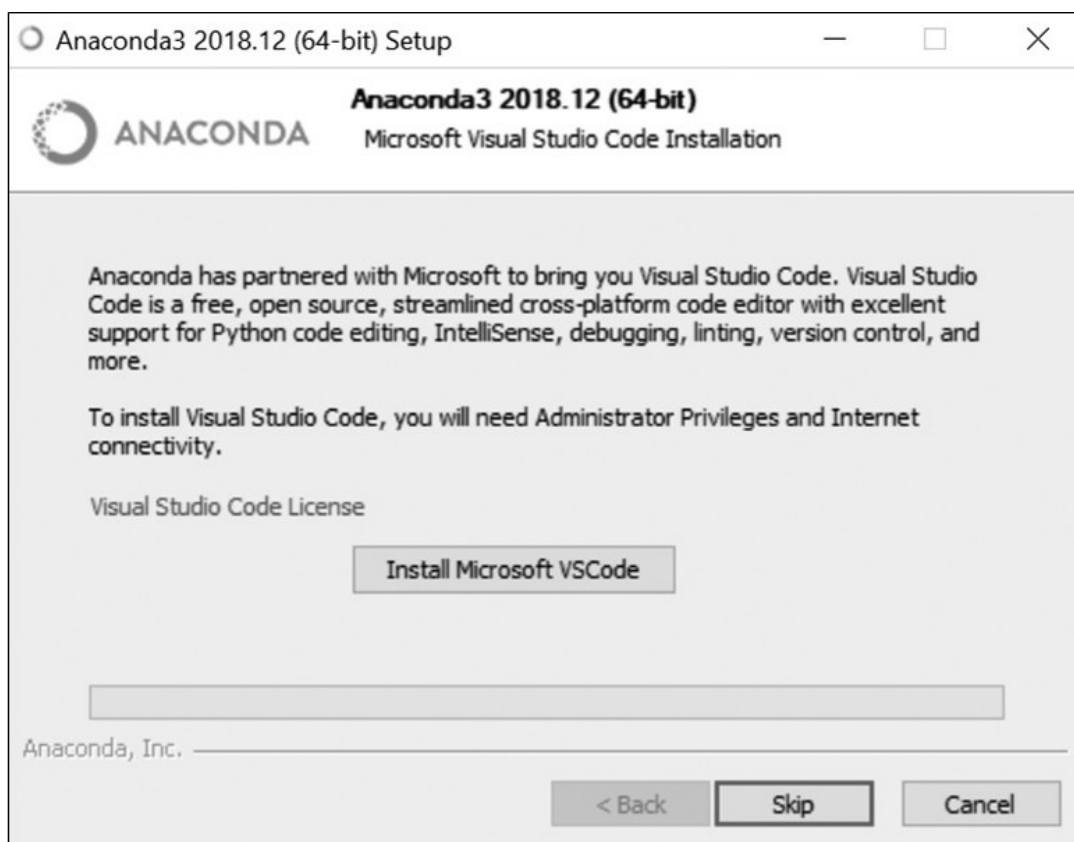 Anaconda3 2018.12 (64-bit) Setup
ANACONDA
Anaconda3 2018.12 (64-bit)
Microsoft Visual Studio Code Installation
Anaconda has partnered with Microsoft to bring you Visual Studio Code. Visual Studio
Code is a free, open source, streamlined cross-platform code editor with excellent
support for Python code editing, IntelliSense, debugging, linting, version control, and
more.
To install Visual Studio Code, you will need Administrator Privileges and Internet
connectivity.
Visual Studio Code License
Install Microsoft VSCode
Anaconda, Inc.
< Back
Skip
Cancel